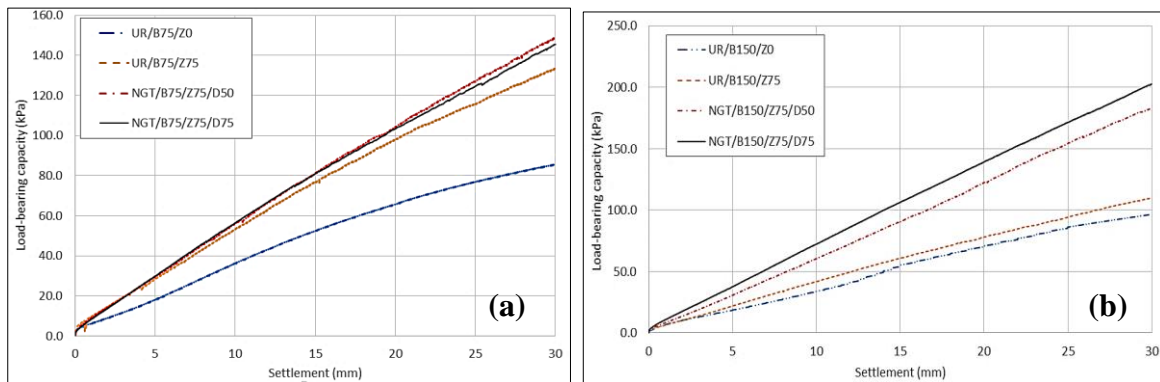 160.0
140.0
120.0
100.0
80.0
60.0
40.0
20.0
0.0
Load-bearing capacity (kPa)
UR/B75/Z0
UR/B75/Z75
NGT/B75/Z75/D50
NGT/B75/Z75/D75
(a)
0 5 10 15 20 25 30
Settlement (mm)
250.0
200.0
150.0
100.0
50.0
0.0
Load-bearing capacity (kPa)
UR/B150/Z0
UR/B150/Z75
NGT/B150/Z75/D50
NGT/B150/Z75/D75
(b)
0 5 10 15 20 25 30
Settlement (mm)